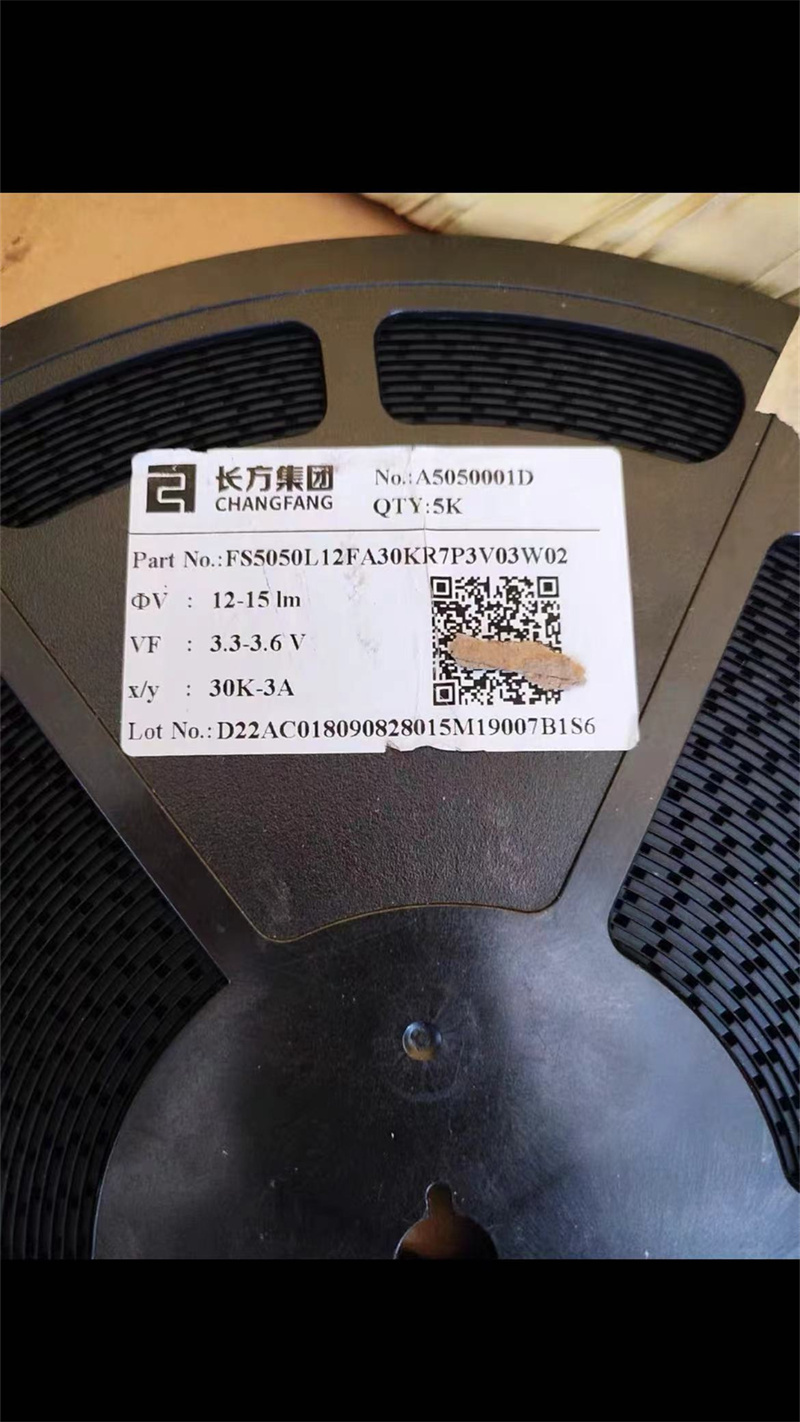 长方集团
CHANGFANG
No.:A5050001D
QTY:5K
Part No.:FS5050L12FA30KR7P3V03W02
ΦV : 12-15 lm
VF : 3.3-3.6 V
x/y : 30K-3A
Lot No.:D22AC018090828015M19007B1S6